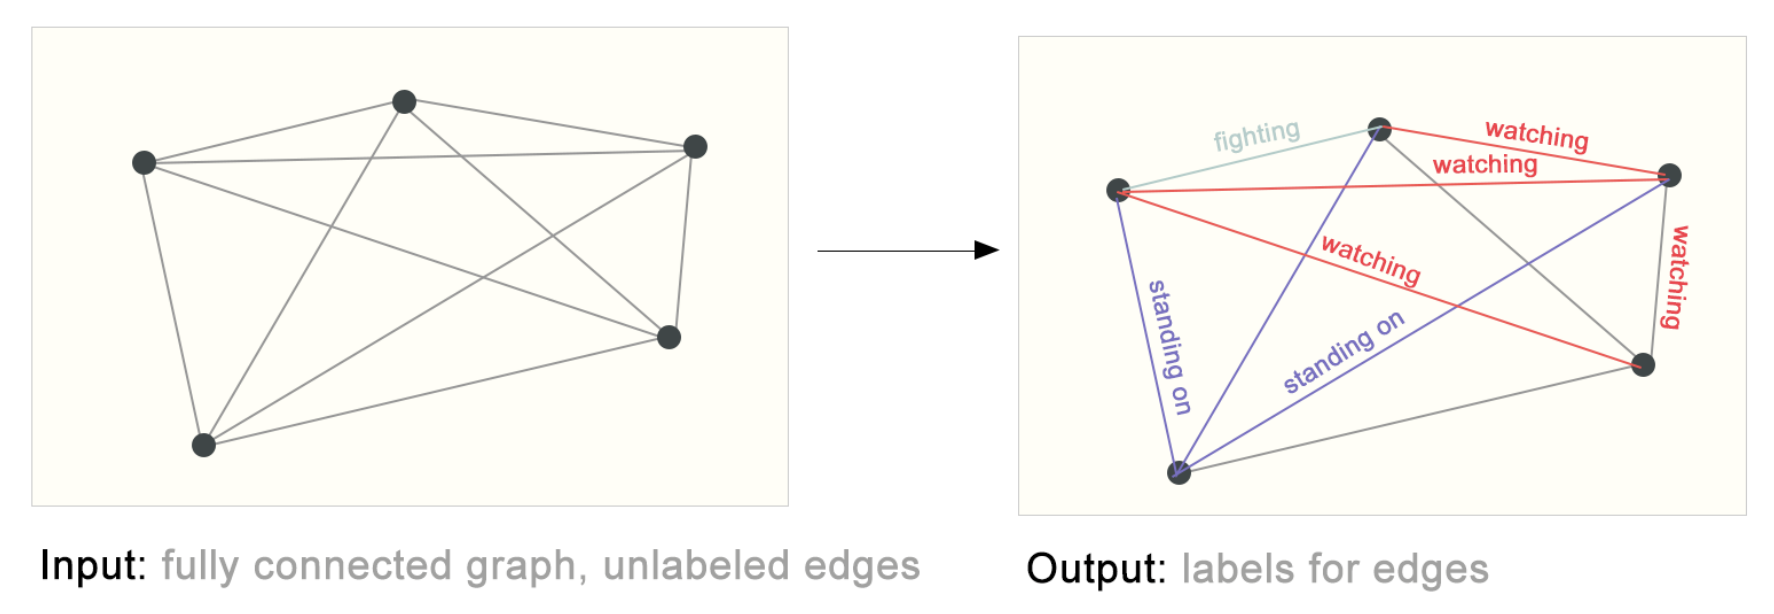 fighting
watching
watching
watching
watching
standing on
standing on
Input: fully connected graph, unlabeled edges
Output: labels for edges